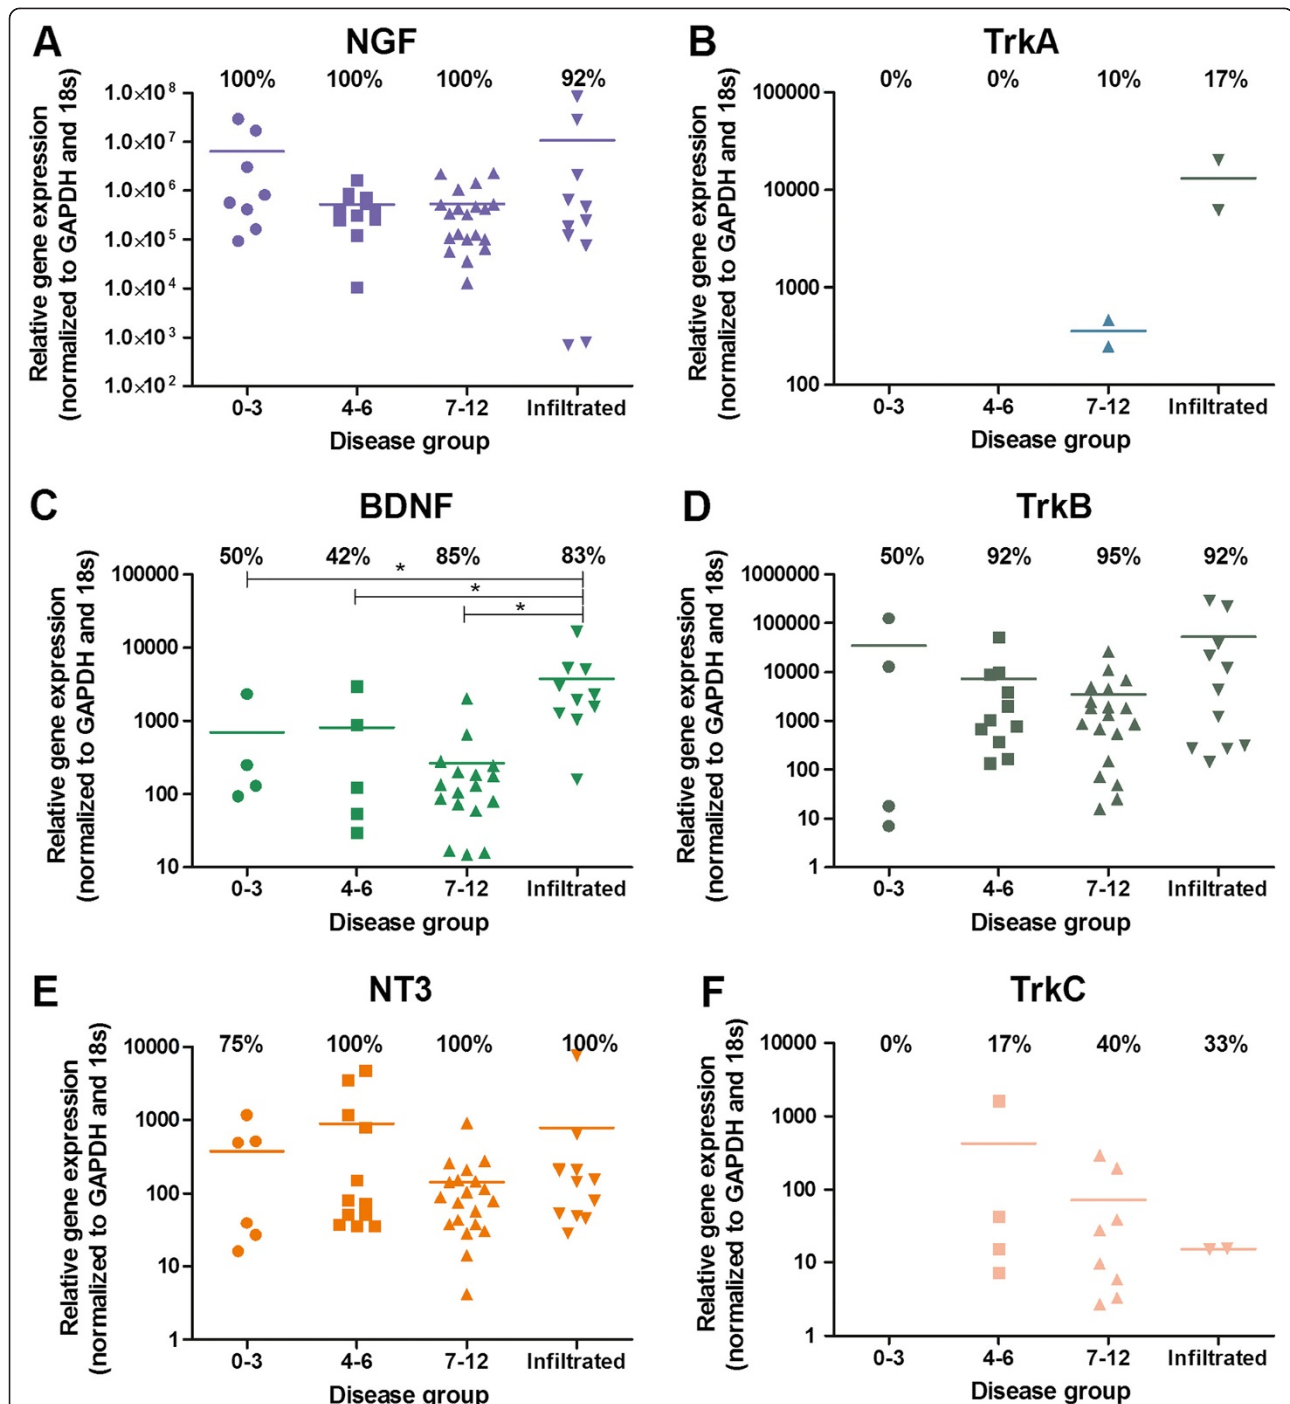 A
NGF
100%
100%
100%
92%
1.0×10⁸
1.0×10⁷
1.0×10⁶
1.0×10⁵
1.0×10⁴
1.0×10³
1.0×10²
Relative gene expression
(normalized to GAPDH and 18s)
0-3
4-6
7-12
Infiltrated
Disease group
B
TrkA
0%
0%
10%
17%
100000
10000
1000
100
Relative gene expression
(normalized to GAPDH and 18s)
0-3
4-6
7-12
Infiltrated
Disease group
C
BDNF
50%
42%
85%
83%
*
*
*
100000
10000
1000
100
10
Relative gene expression
(normalized to GAPDH and 18s)
0-3
4-6
7-12
Infiltrated
Disease group
D
TrkB
50%
92%
95%
92%
1000000
100000
10000
1000
100
10
1
Relative gene expression
(normalized to GAPDH and 18s)
0-3
4-6
7-12
Infiltrated
Disease group
E
NT3
75%
100%
100%
100%
10000
1000
100
10
1
Relative gene expression
(normalized to GAPDH and 18s)
0-3
4-6
7-12
Infiltrated
Disease group
F
TrkC
0%
17%
40%
33%
10000
1000
100
10
1
Relative gene expression
(normalized to GAPDH and 18s)
0-3
4-6
7-12
Infiltrated
Disease group